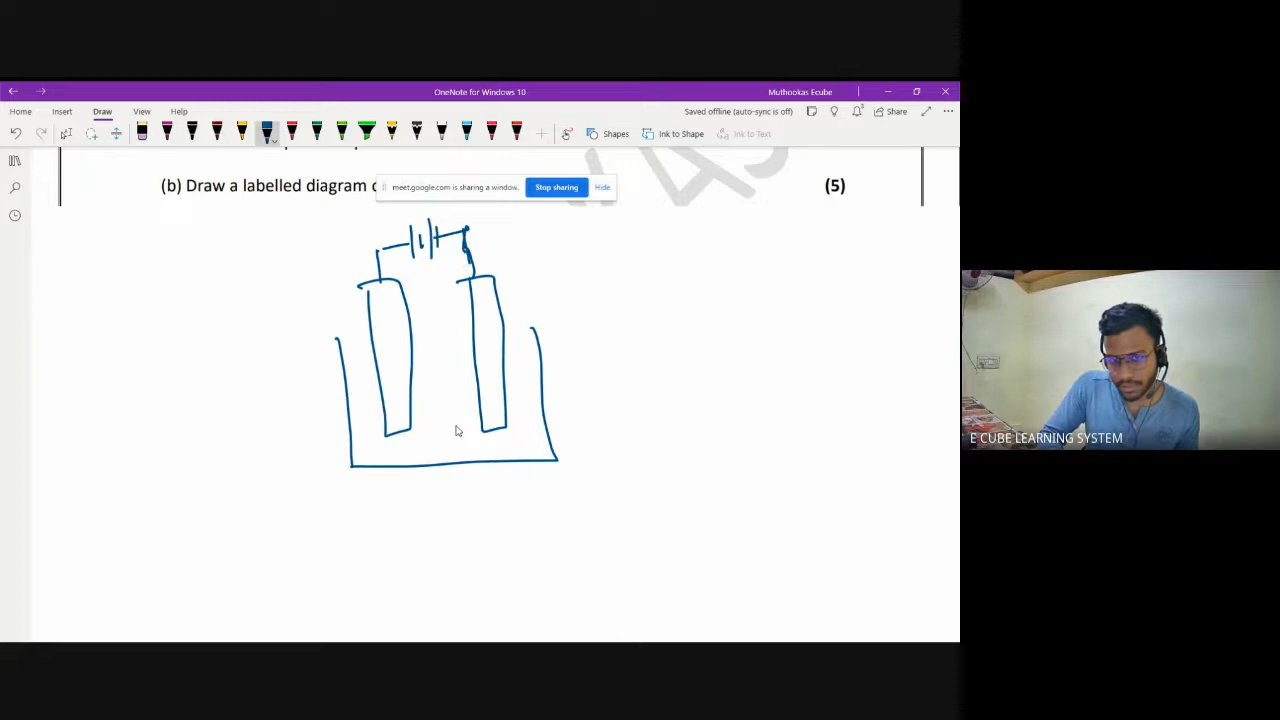 OneNote for Windows 10
Muthookas Ecube
Home Insert Draw View Help
Saved offline (auto-sync is off)
Share
Shapes
Ink to Shape
Ink to Text
(b) Draw a labelled diagram
meet.google.com is sharing a window.
Stop sharing
Hide
(5)
E CUBE LEARNING SYSTEM